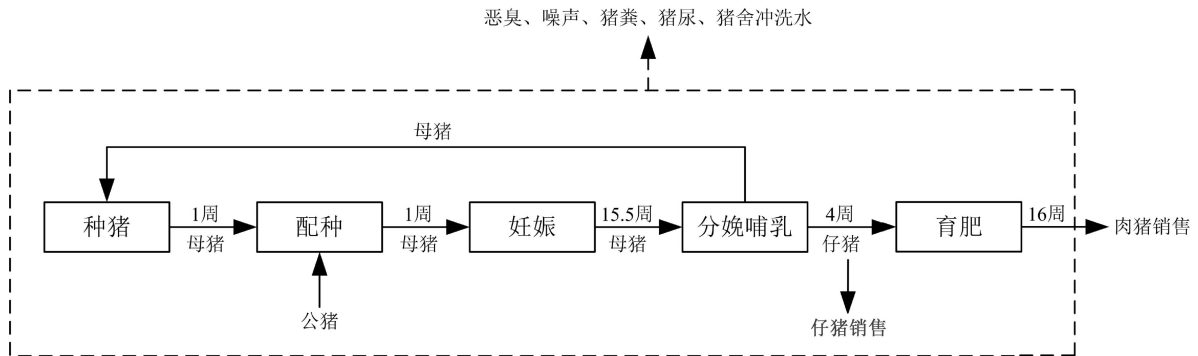 恶臭、噪声、猪粪、猪尿、猪舍冲洗水
母猪
种猪
1周
母猪
配种
1周
母猪
妊娠
15.5周
母猪
分娩哺乳
4周
仔猪
育肥
16周
肉猪销售
公猪
仔猪销售